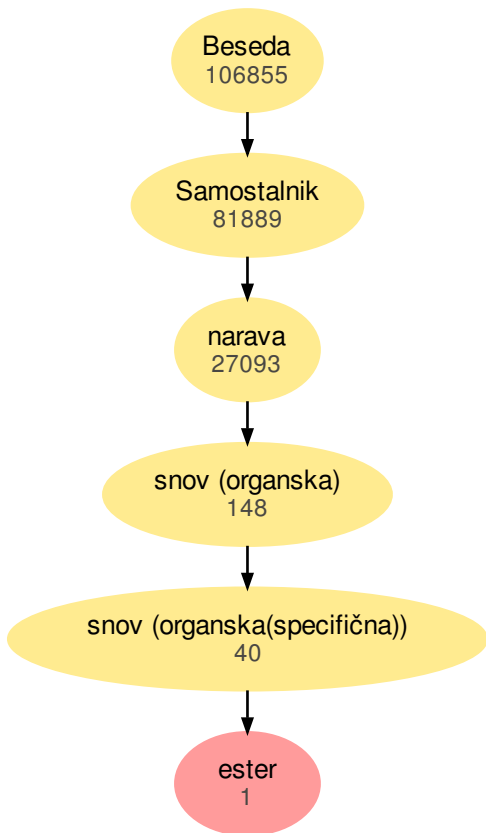 Beseda
106855
Samostalnik
81889
narava
27093
snov (organska)
148
snov (organska(specifična))
40
ester
1